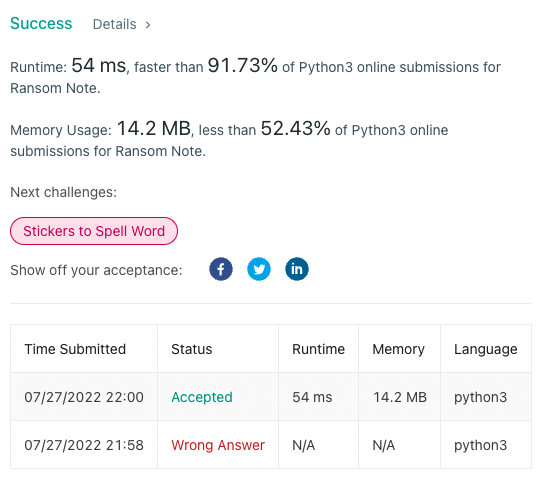 Success Details >
Runtime: 54 ms, faster than 91.73% of Python3 online submissions for
Ransom Note.
Memory Usage: 14.2 MB, less than 52.43% of Python3 online
submissions for Ransom Note.
Next challenges:
Stickers to Spell Word
Show off your acceptance: f in
Time Submitted Status Runtime Memory Language
07/27/2022 22:00 Accepted 54 ms 14.2 MB python3
07/27/2022 21:58 Wrong Answer N/A N/A python3